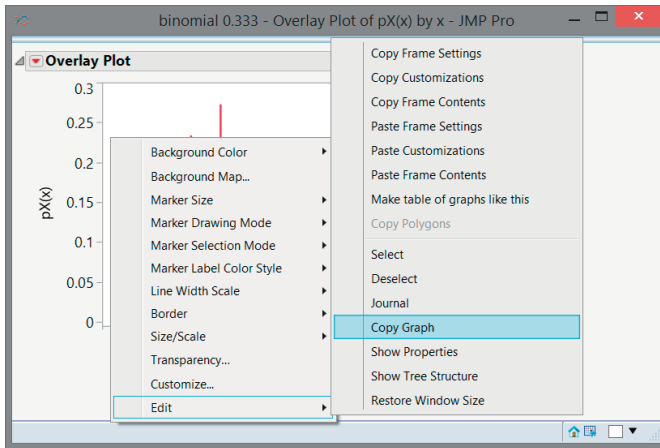 binomial 0.333 - Overlay Plot of pX(x) by x - JMP Pro
Overlay Plot
pX(x)
0.3
0.25
0.2
0.15
0.1
0.05
0
Background Color
Background Map...
Marker Size
Marker Drawing Mode
Marker Selection Mode
Marker Label Color Style
Line Width Scale
Border
Size/Scale
Transparency...
Customize...
Edit
Copy Frame Settings
Copy Customizations
Copy Frame Contents
Paste Frame Settings
Paste Customizations
Paste Frame Contents
Make table of graphs like this
Copy Polygons
Select
Deselect
Journal
Copy Graph
Show Properties
Show Tree Structure
Restore Window Size